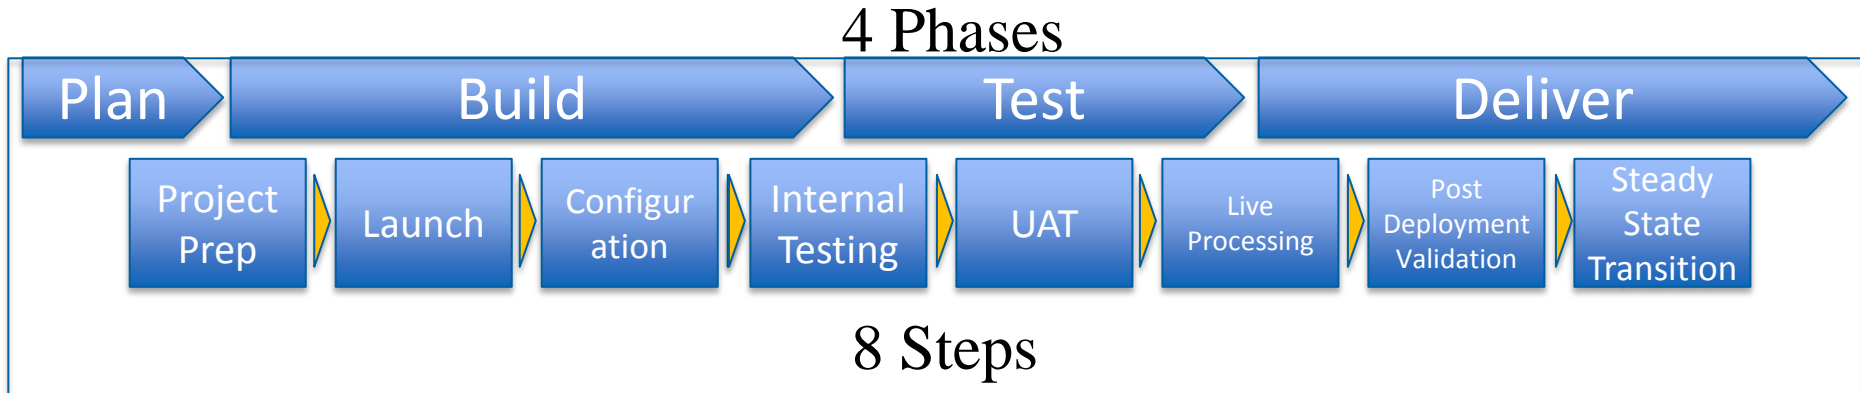 4 Phases
Plan
Build
Test
Deliver
Project
Prep
Launch
Configur
ation
Internal
Testing
UAT
Live
Processing
Post
Deployment
Validation
Steady
State
Transition
8 Steps